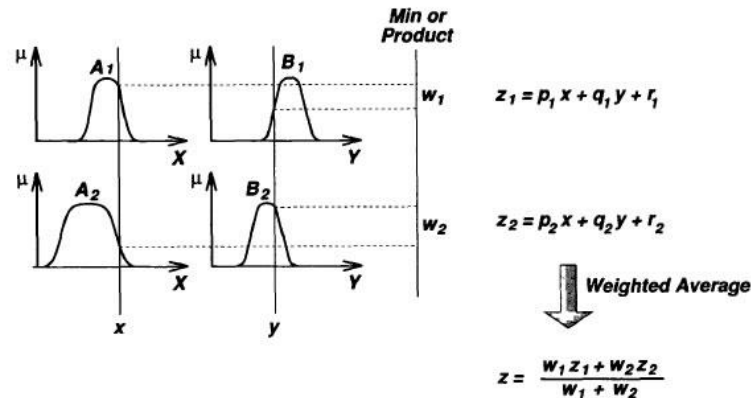 Min or
Product
μ A₁ X
μ B₁ Y
w₁
z₁ = p₁ x + q₁ y + r₁
μ A₂ X
μ B₂ Y
w₂
z₂ = p₂ x + q₂ y + r₂
x
y
Weighted Average
z = w₁ z₁ + w₂ z₂
w₁ + w₂